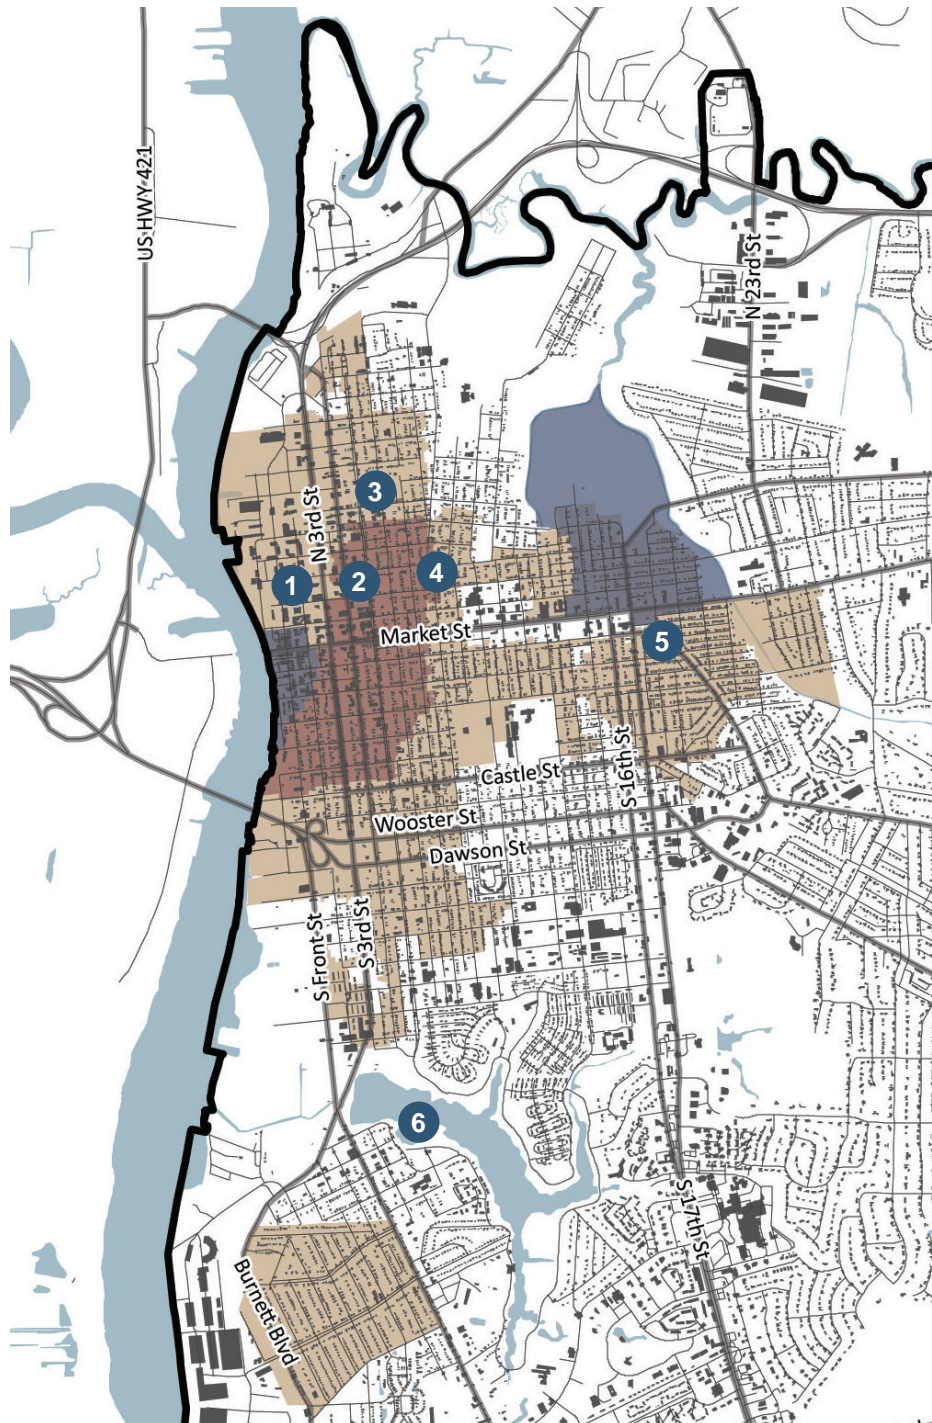 US HWY 421
N 23rd St
N 3rd St
3
1
2
4
Market St
5
S 16th St
Castle St
Wooster St
Dawson St
S Front St
S 3rd St
6
S 17th St
Burnett Blvd